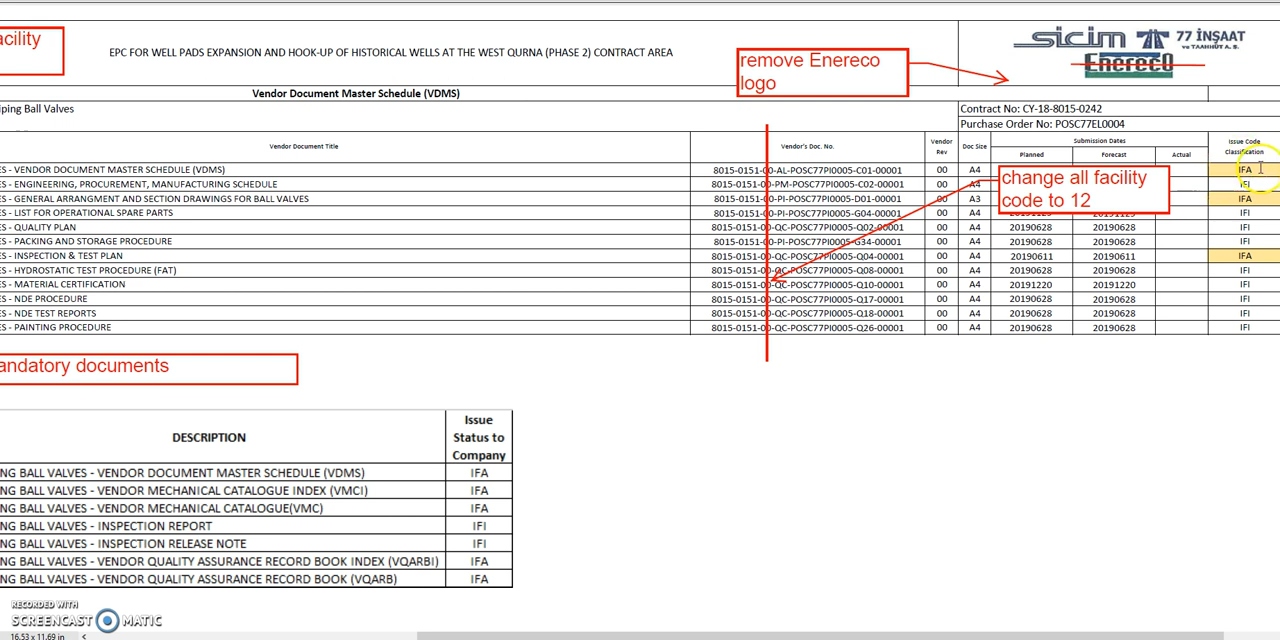 acility
EPC FOR WELL PADS EXPANSION AND HOOK-UP OF HISTORICAL WELLS AT THE WEST QURNA (PHASE 2) CONTRACT AREA
sicim 77 İNŞAAT
ve TAAHHÜT A. Ş.
Enereco
remove Enereco
logo
Vendor Document Master Schedule (VDMS)
iping Ball Valves
Contract No: CY-18-8015-0242
Purchase Order No: POSC77EL0004
Vendor Document Title Vendor's Doc. No. Vendor Rev Doc Size Submission Dates Issue Code Classification
Planned Forecast Actual
ES - VENDOR DOCUMENT MASTER SCHEDULE (VDMS) 8015-0151-00-AL-POSC77PI0005-C01-00001 00 A4 IFA
ES - ENGINEERING, PROCUREMENT, MANUFACTURING SCHEDULE 8015-0151-00-PM-POSC77PI0005-C02-00001 00 A4 IFI
change all facility
code to 12
ES - GENERAL ARRANGMENT AND SECTION DRAWINGS FOR BALL VALVES 8015-0151-00-PI-POSC77PI0005-D01-00001 00 A3 IFA
ES - LIST FOR OPERATIONAL SPARE PARTS 8015-0151-00-PI-POSC77PI0005-G04-00001 00 A4 IFI
ES - QUALITY PLAN 8015-0151-00-QC-POSC77PI0005-Q02-00001 00 A4 20190628 20190628 IFI
ES - PACKING AND STORAGE PROCEDURE 8015-0151-00-PI-POSC77PI0005-G34-00001 00 A4 20190628 20190628 IFI
ES - INSPECTION & TEST PLAN 8015-0151-00-QC-POSC77PI0005-Q04-00001 00 A4 20190611 20190611 IFA
ES - HYDROSTATIC TEST PROCEDURE (FAT) 8015-0151-00-QC-POSC77PI0005-Q08-00001 00 A4 20190628 20190628 IFI
ES - MATERIAL CERTIFICATION 8015-0151-00-QC-POSC77PI0005-Q10-00001 00 A4 20191220 20191220 IFI
ES - NDE PROCEDURE 8015-0151-00-QC-POSC77PI0005-Q17-00001 00 A4 20190628 20190628 IFI
ES - NDE TEST REPORTS 8015-0151-00-QC-POSC77PI0005-Q18-00001 00 A4 20190628 20190628 IFI
ES - PAINTING PROCEDURE 8015-0151-00-QC-POSC77PI0005-Q26-00001 00 A4 20190628 20190628 IFI
andatory documents
DESCRIPTION Issue Status to Company
NG BALL VALVES - VENDOR DOCUMENT MASTER SCHEDULE (VDMS) IFA
NG BALL VALVES - VENDOR MECHANICAL CATALOGUE INDEX (VMCI) IFA
NG BALL VALVES - VENDOR MECHANICAL CATALOGUE(VMC) IFA
NG BALL VALVES - INSPECTION REPORT IFI
NG BALL VALVES - INSPECTION RELEASE NOTE IFI
NG BALL VALVES - VENDOR QUALITY ASSURANCE RECORD BOOK INDEX (VQARBI) IFA
NG BALL VALVES - VENDOR QUALITY ASSURANCE RECORD BOOK (VQARB) IFA
RECORDED WITH
SCREENCAST MATIC
16.53 x 11.69 in